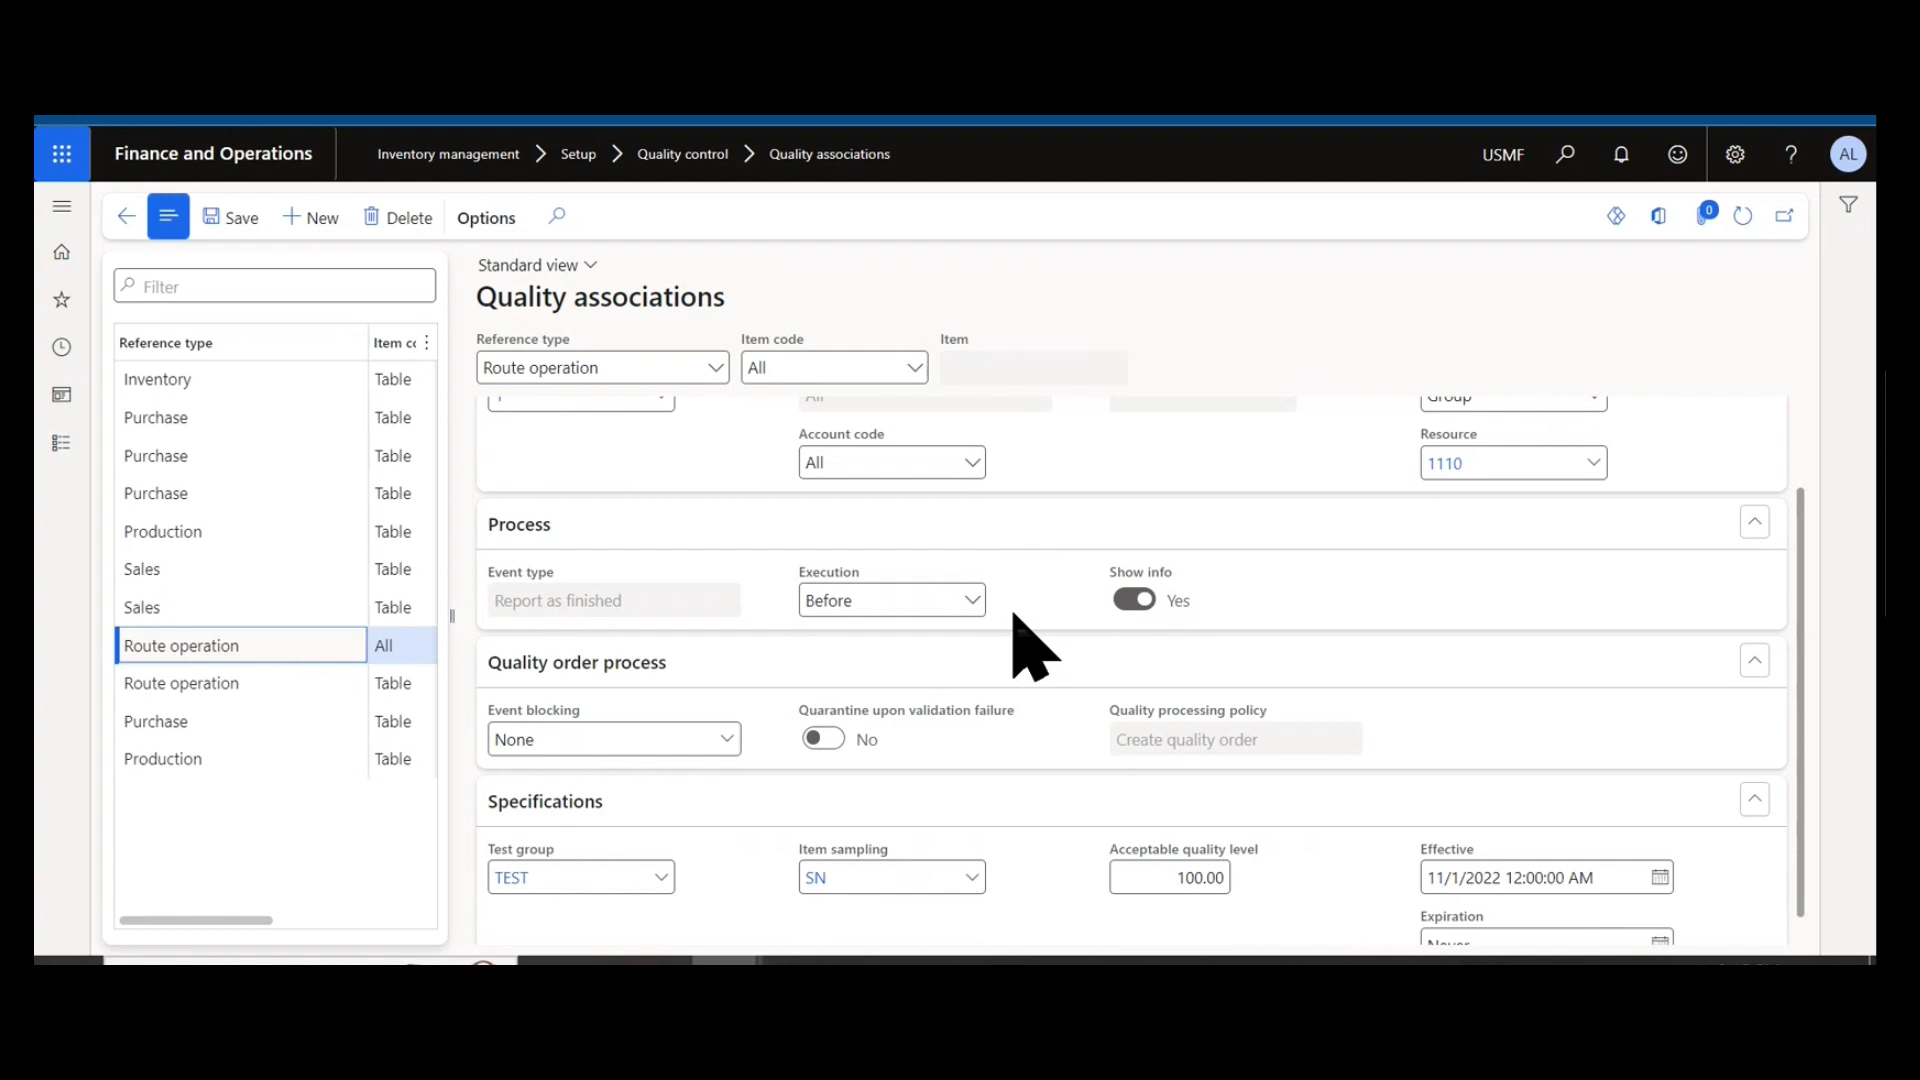 Finance and Operations
Inventory management Setup Quality control Quality associations
USMF
? AL
Save New Delete Options
0
Filter
Reference type Item cc
Inventory Table
Purchase Table
Purchase Table
Purchase Table
Production Table
Sales Table
Sales Table
Route operation All
Route operation Table
Purchase Table
Production Table
Standard view
Quality associations
Reference type Item code Item
Route operation All
All Group
Account code Resource
All 1110
Process
Event type Execution Show info
Report as finished Before Yes
Quality order process
Event blocking Quarantine upon validation failure Quality processing policy
None No Create quality order
Specifications
Test group Item sampling Acceptable quality level Effective
TEST SN 100.00 11/1/2022 12:00:00 AM
Expiration
Never